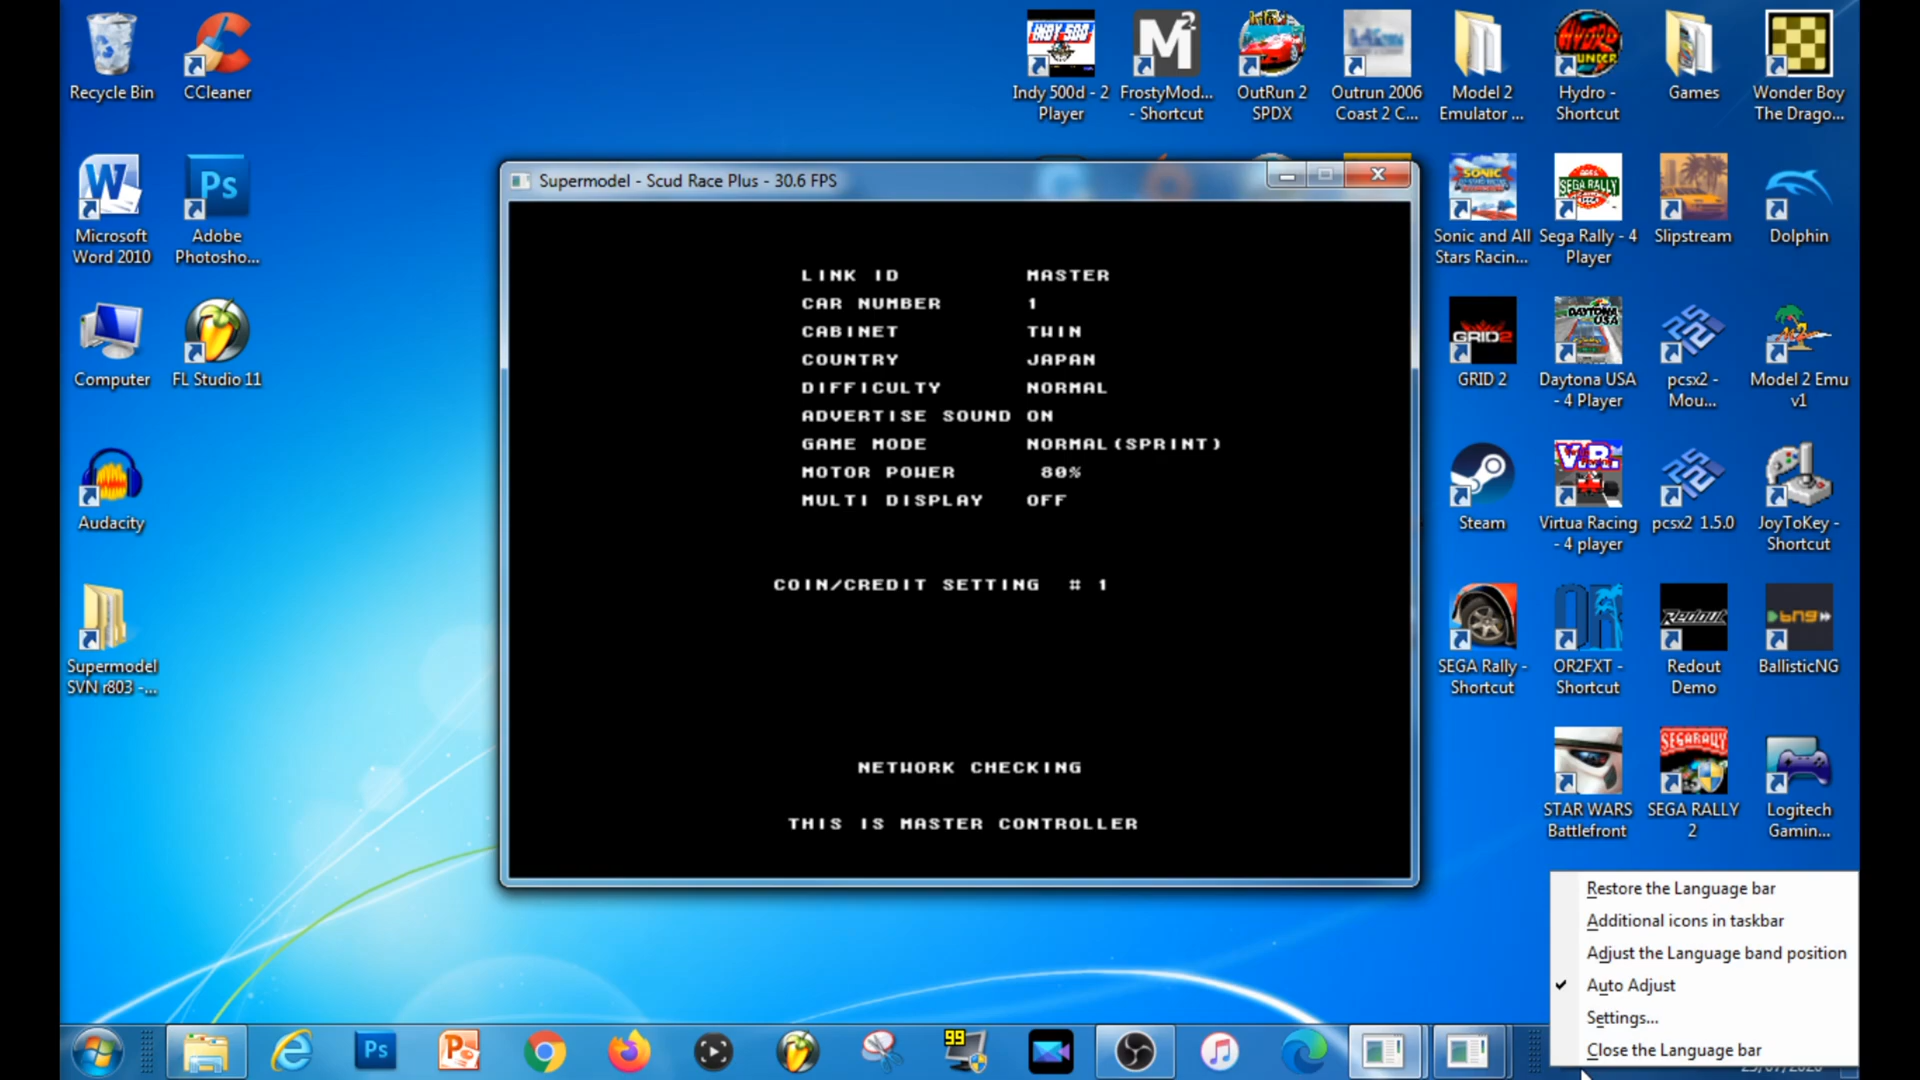 Recycle Bin
CCleaner
Indy 500d - 2
Player
FrostyMod...
- Shortcut
OutRun 2
SPDX
Outrun 2006
Coast 2 C...
Model 2
Emulator ...
Hydro -
Shortcut
Games
Wonder Boy
The Drago...
Microsoft
Word 2010
Adobe
Photosho...
Sonic and All
Stars Racin...
Sega Rally - 4
Player
Slipstream
Dolphin
Computer
FL Studio 11
GRID 2
Daytona USA
- 4 Player
pcsx2 -
Mou...
Model 2 Emu
v1
Audacity
Steam
Virtua Racing
- 4 player
pcsx2 1.5.0
JoyToKey -
Shortcut
Supermodel
SVN r803 -...
SEGA Rally -
Shortcut
OR2FXT -
Shortcut
Redout
Demo
BallisticNG
STAR WARS
Battlefront
SEGA RALLY
2
Logitech
Gamin...
Supermodel - Scud Race Plus - 30.6 FPS
LINK ID MASTER
CAR NUMBER 1
CABINET TWIN
COUNTRY JAPAN
DIFFICULTY NORMAL
ADVERTISE SOUND ON
GAME MODE NORMAL(SPRINT)
MOTOR POWER 80%
MULTI DISPLAY OFF
COIN/CREDIT SETTING # 1
NETWORK CHECKING
THIS IS MASTER CONTROLLER
Restore the Language bar
Additional icons in taskbar
Adjust the Language band position
Auto Adjust
Settings...
Close the Language bar
99
Ps